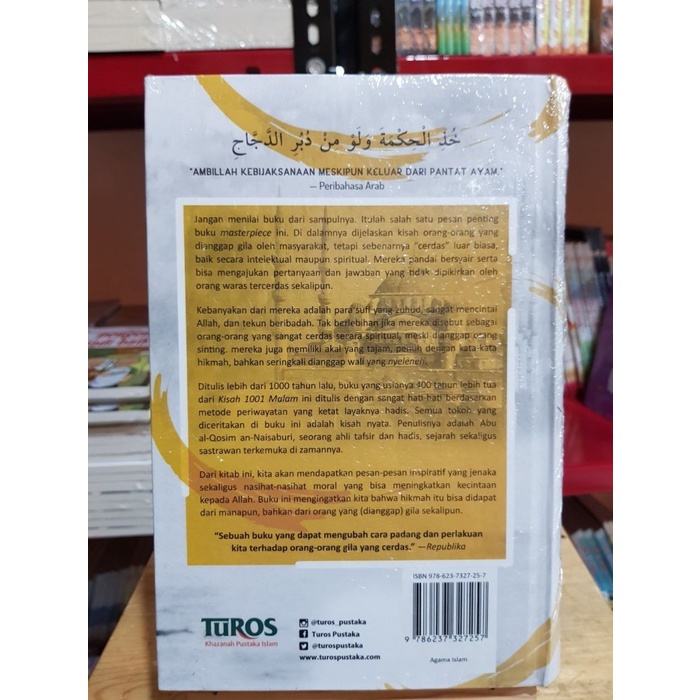 خُذْ الْحِكْمَةَ وَلَوْ مِنْ دُبُرِ الدَّجَّاجِ
"AMBILLAH KEBIJAKSANAAN MESKIPUN KELUAR DARI PANTAT AYAM."
— Peribahasa Arab
Jangan menilai buku dari sampulnya. Itulah salah satu pesan penting
buku masterpiece ini. Di dalamnya dijelaskan kisah orang-orang yang
dianggap gila oleh masyarakat, tetapi sebenarnya “cerdas” luar biasa,
baik secara intelektual maupun spiritual. Mereka pandai bersyair serta
bisa mengajukan pertanyaan dan jawaban yang tidak dipikirkan oleh
orang waras tercerdas sekalipun.
Kebanyakan dari mereka adalah para sufi yang zuhud, sangat mencintai
Allah, dan tekun beribadah. Tak berlebihan jika mereka disebut sebagai
orang-orang yang sangat cerdas secara spiritual, meski dianggap orang
sinting. mereka juga memiliki akal yang tajam, penuh dengan kata-kata
hikmah, bahkan seringkali dianggap wali yang nyeleneh.
Ditulis lebih dari 1000 tahun lalu, buku yang usianya 400 tahun lebih tua
dari Kisah 1001 Malam ini ditulis dengan sangat hati-hati berdasarkan
metode periwayatan yang ketat layaknya hadis. Semua tokoh yang
diceritakan di buku ini adalah kisah nyata. Penulisnya adalah Abu
al-Qosim an-Naisaburi, seorang ahli tafsir dan hadis, sejarah sekaligus
sastrawan terkemuka di zamannya.
Dari kitab ini, kita akan mendapatkan pesan-pesan inspiratif yang jenaka
sekaligus nasihat-nasihat moral yang bisa meningkatkan kecintaan
kepada Allah. Buku ini mengingatkan kita bahwa hikmah itu bisa didapat
dari manapun, bahkan dari orang yang (dianggap) gila sekalipun.
“Sebuah buku yang dapat mengubah cara padang dan perlakuan
kita terhadap orang-orang gila yang cerdas.” —Republika
ISBN 978-623-7327-25-7
9 786237 327257
Agama Islam
TUROS
Khazanah Pustaka Islam
@turos_pustaka
Turos Pustaka
@turospustaka
www.turospustaka.com